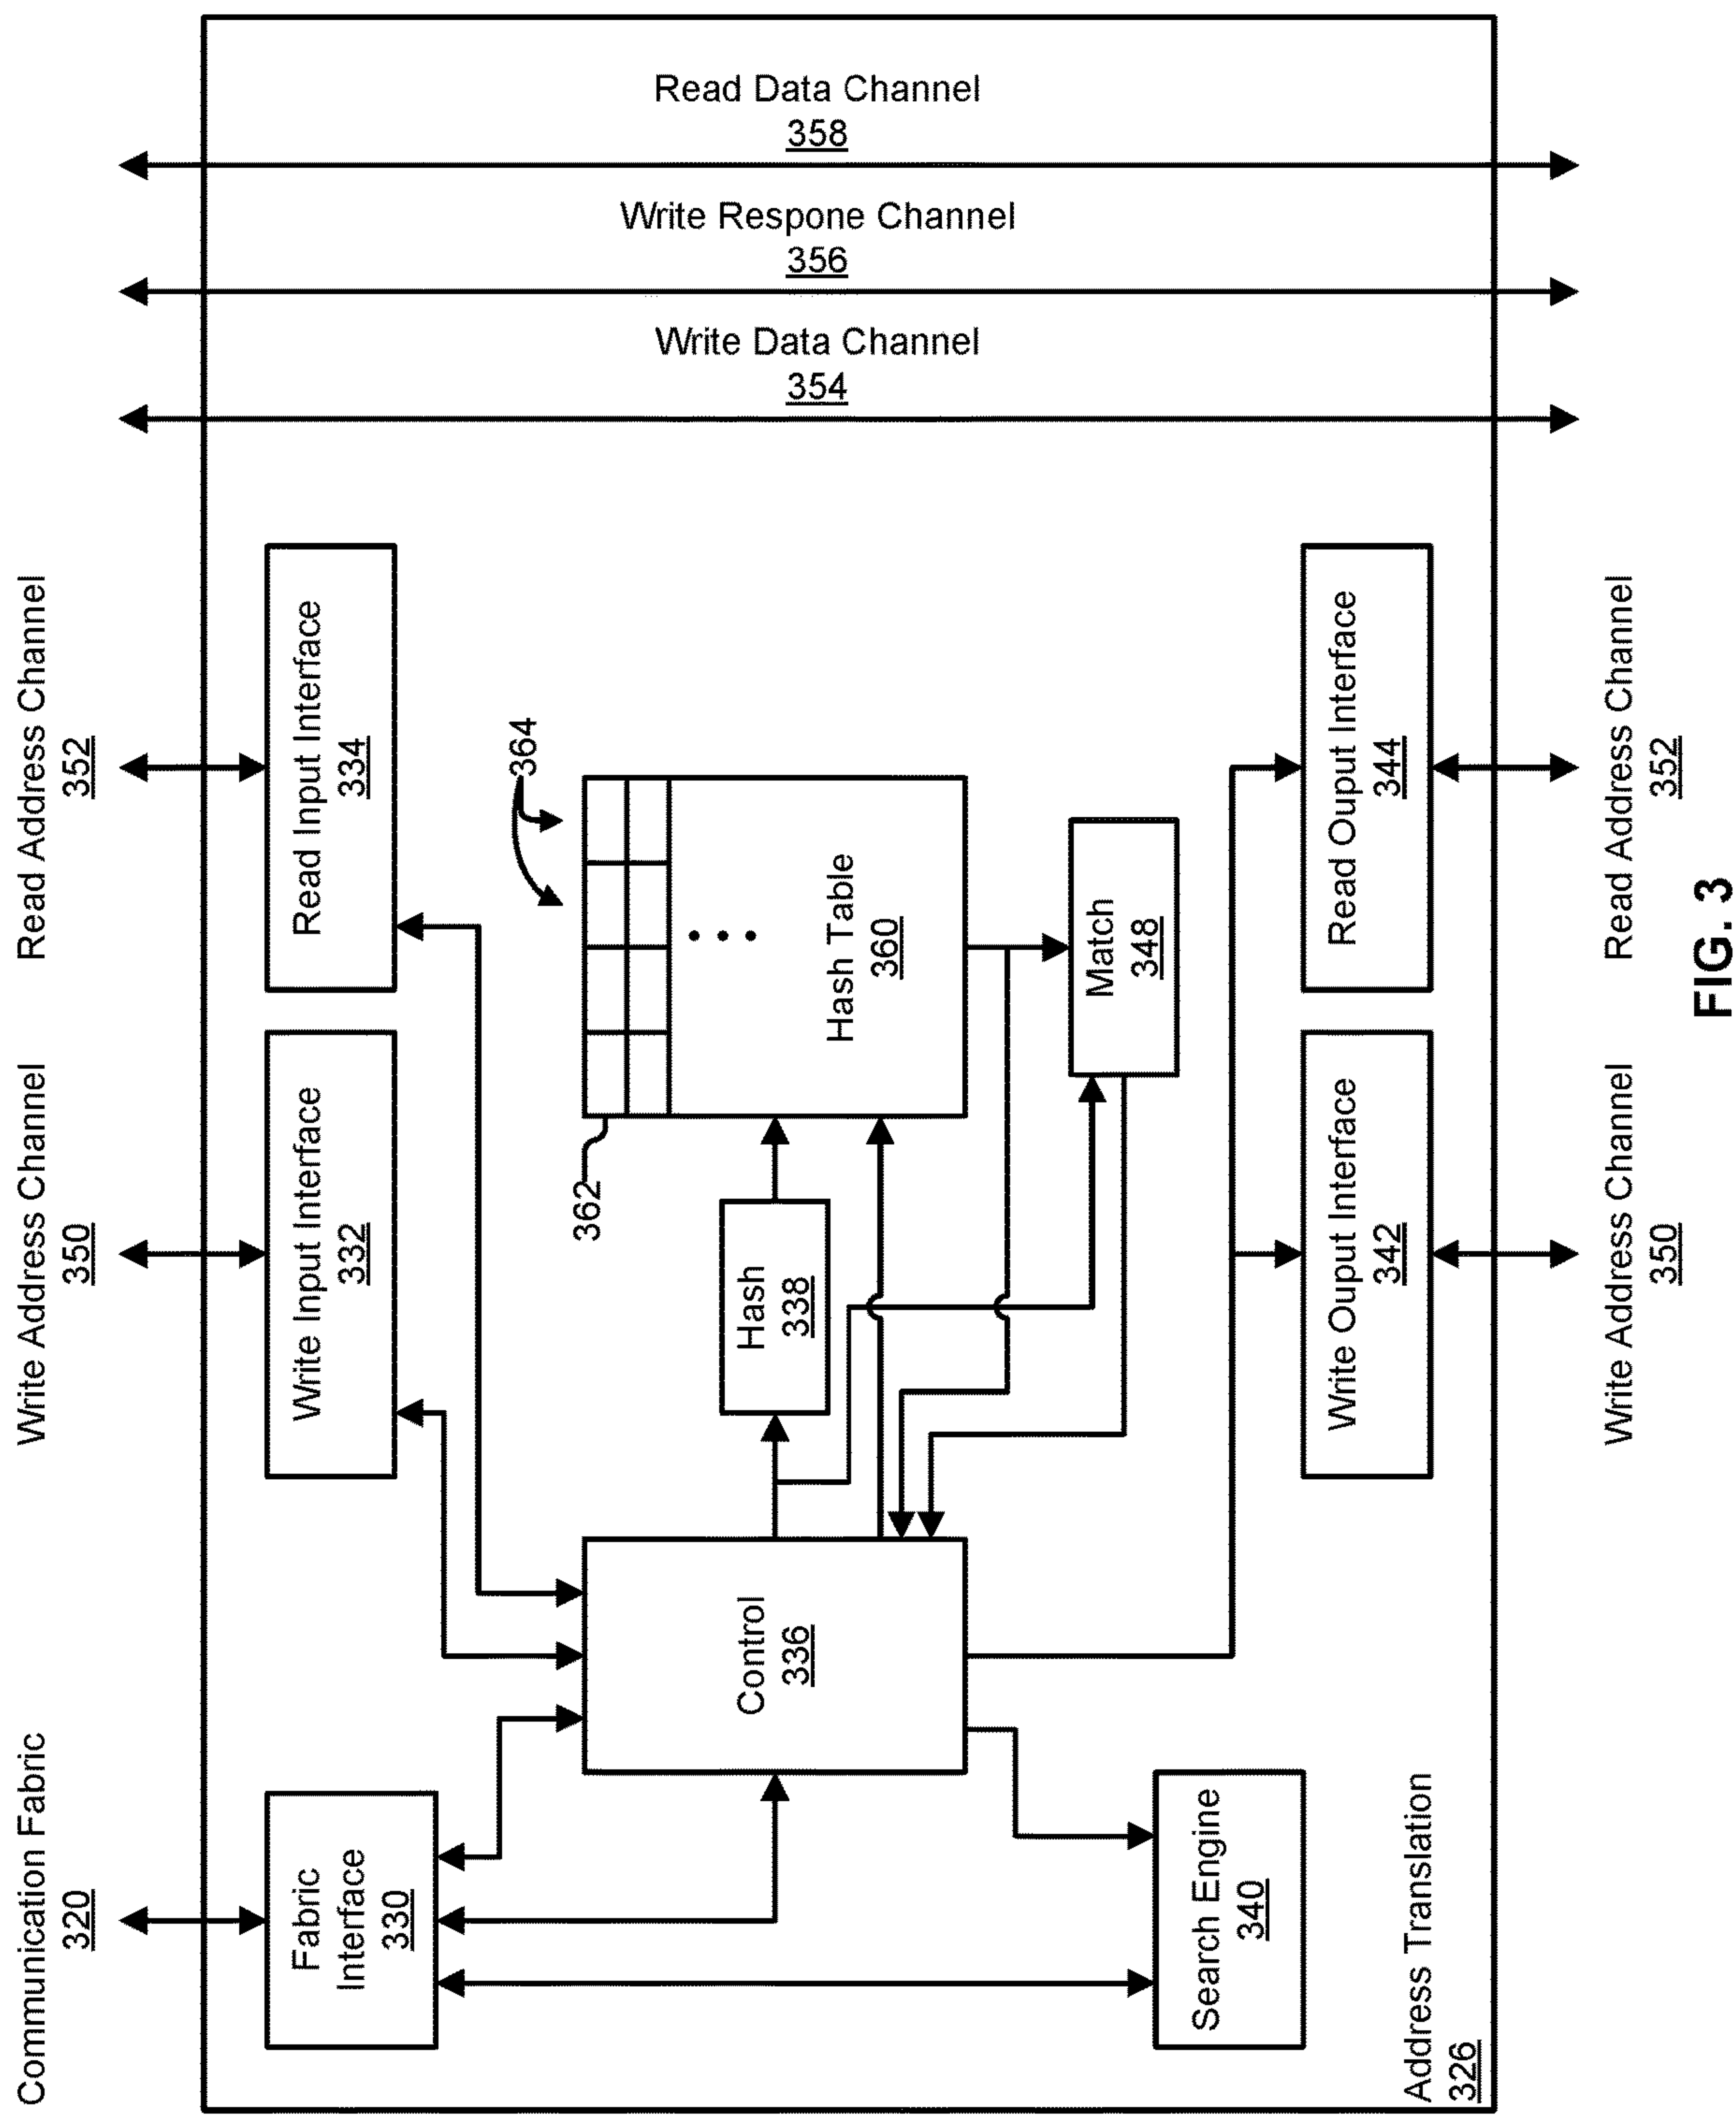 Communication Fabric
320
Write Address Channel
350
Read Address Channel
352
Fabric
Interface
330
Write Input Interface
332
Read Input Interface
334
Write Data Channel
354
Write Respone Channel
356
Read Data Channel
358
362
364
Control
336
Hash
338
Hash Table
360
Match
348
Search Engine
340
Write Ouput Interface
342
Read Ouput Interface
344
Address Translation
326
Write Address Channel
350
Read Address Channel
352
FIG. 3